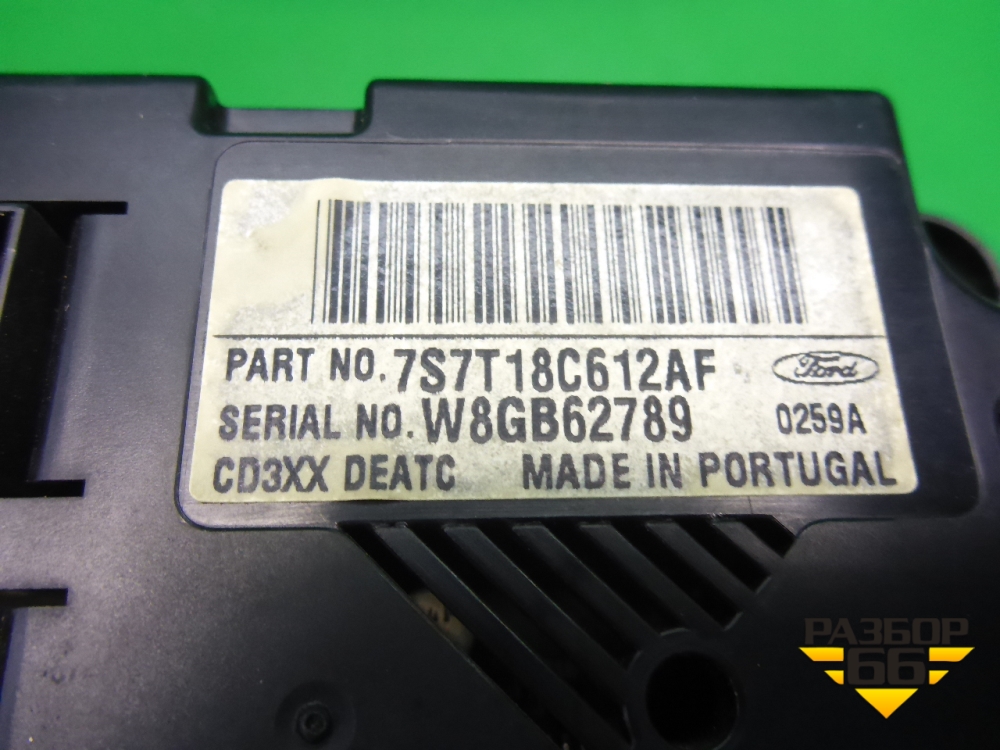 PART NO. 7S7T18C612AF
Ford
SERIAL NO. W8GB62789
0259A
CD3XX DEATC MADE IN PORTUGAL
РАЗБОР
66